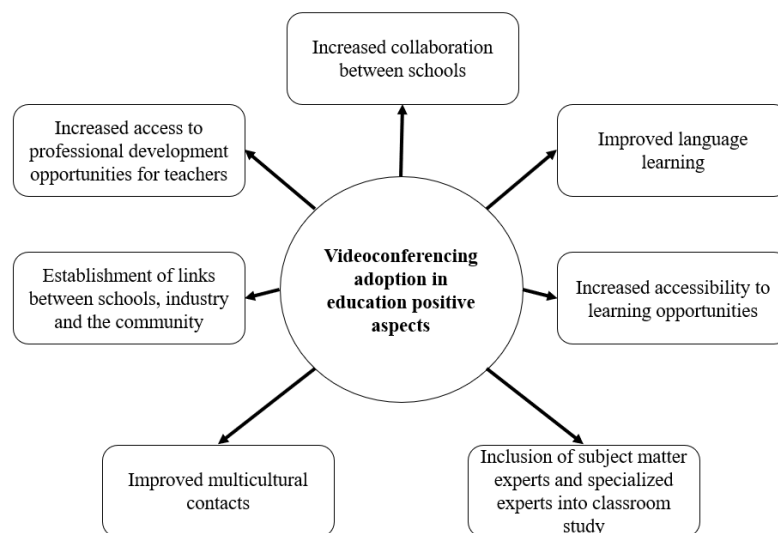 Increased collaboration
between schools
Increased access to
professional development
opportunities for teachers
Improved language
learning
Videoconferencing
adoption in
education positive
aspects
Establishment of links
between schools, industry
and the community
Increased accessibility to
learning opportunities
Improved multicultural
contacts
Inclusion of subject matter
experts and specialized
experts into classroom
study